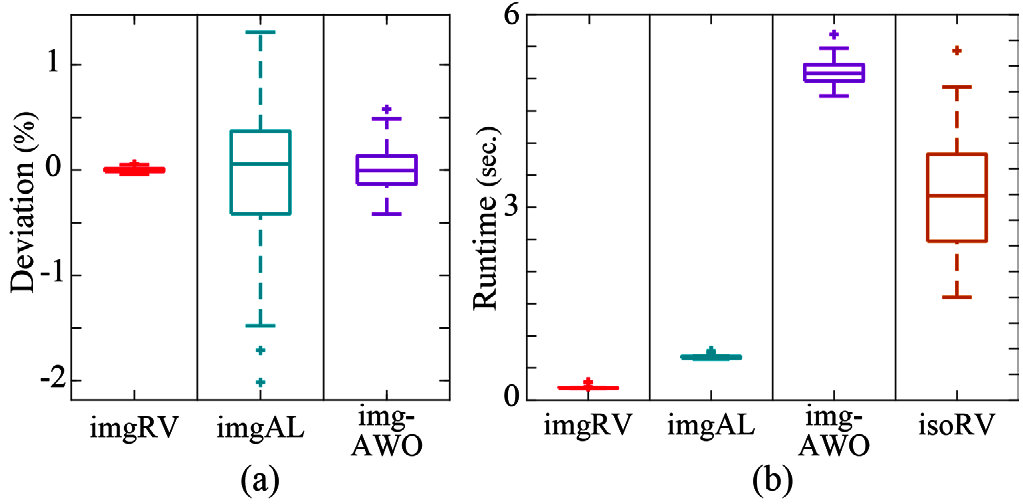 Deviation (%)
1
0
-1
-2
imgRV
imgAL
img-
AWO
(a)
Runtime (sec.)
6
3
0
imgRV
imgAL
img-
AWO
isoRV
(b)